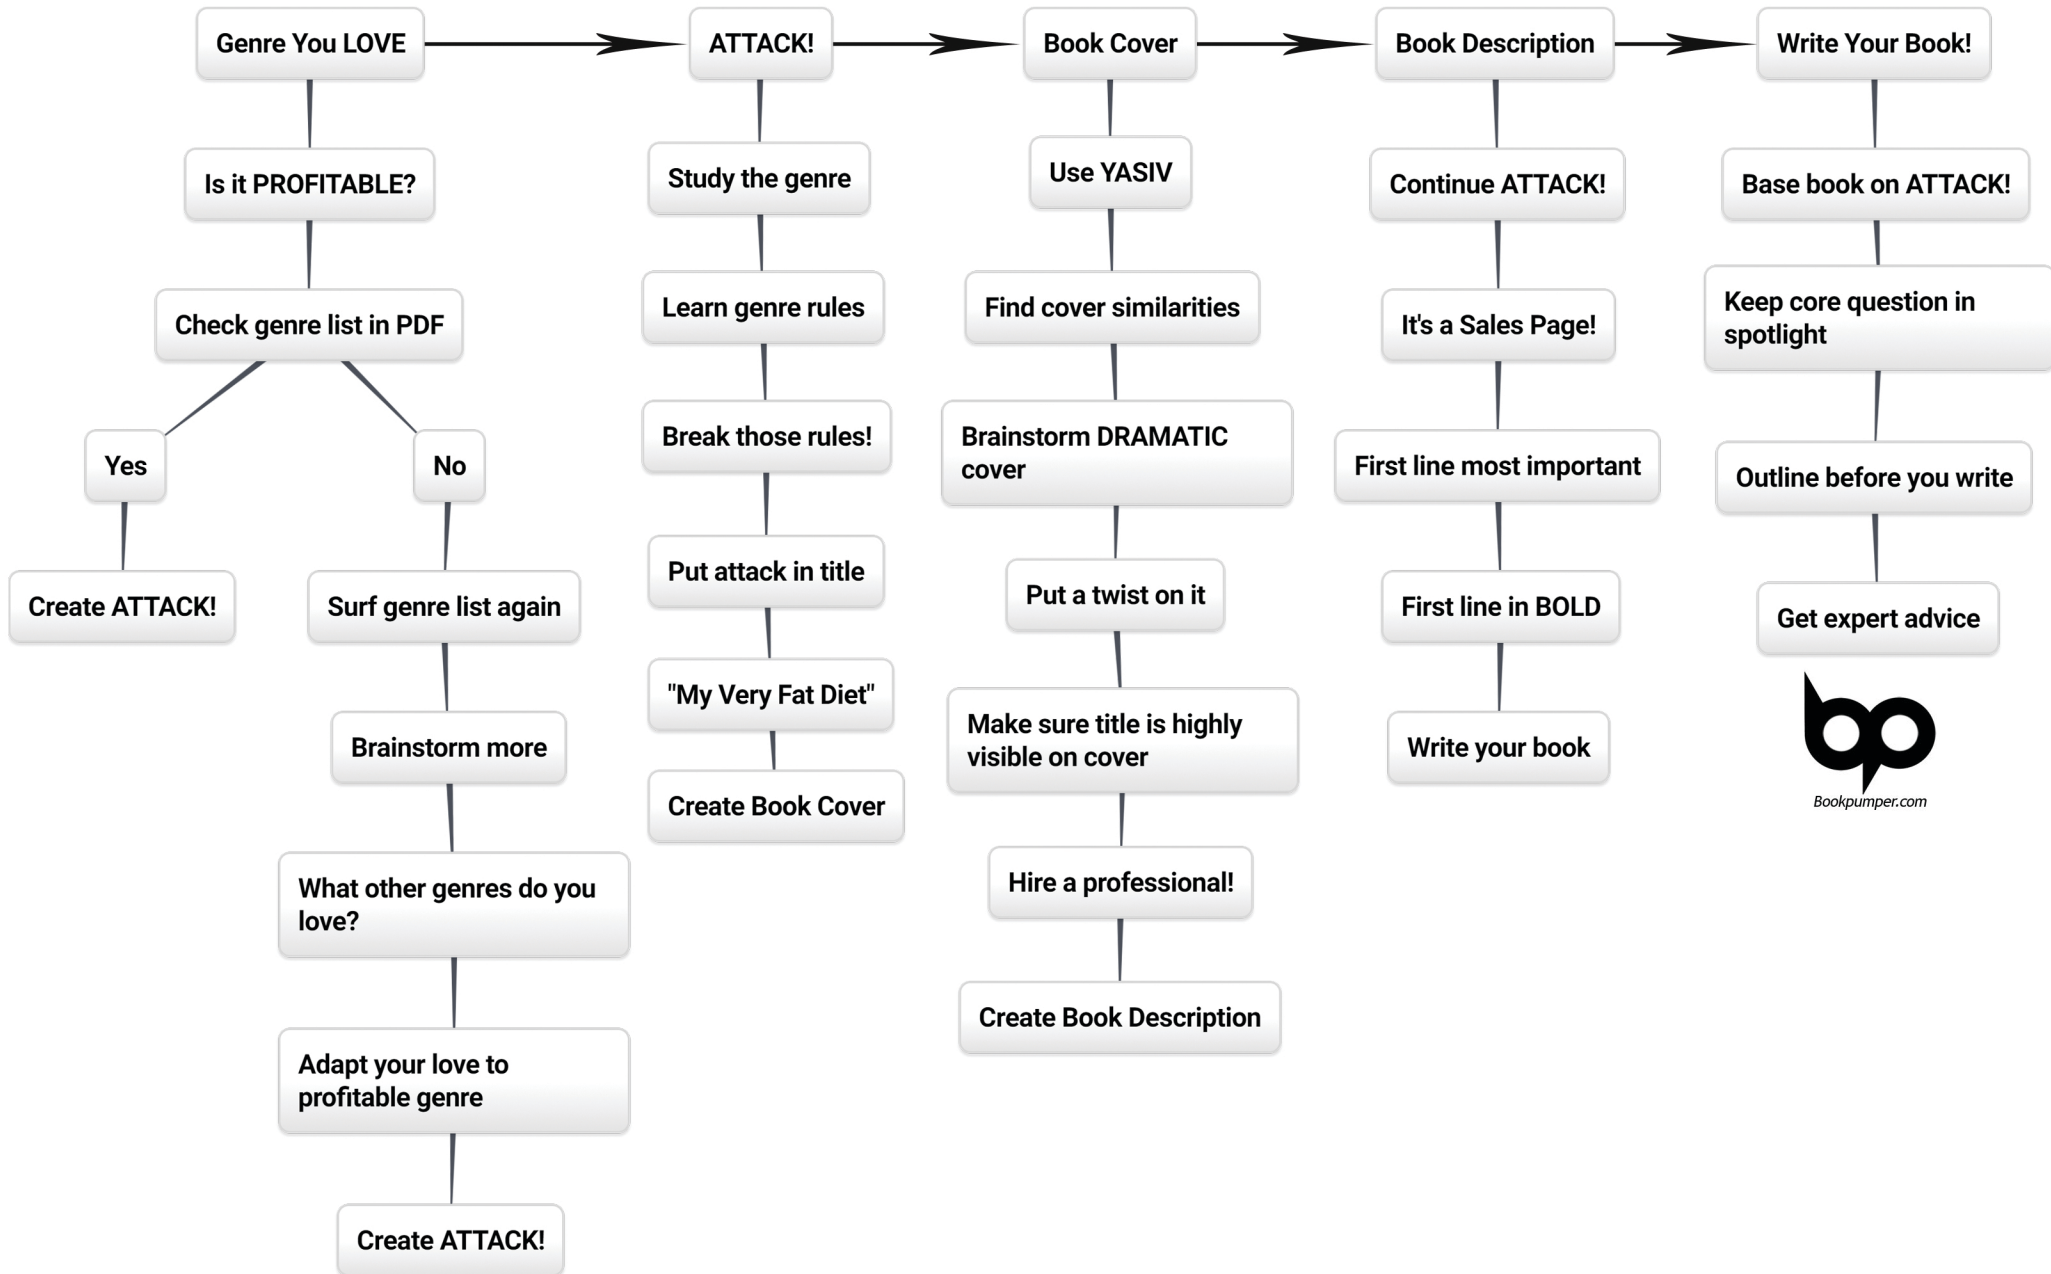 Genre You LOVE
ATTACK!
Book Cover
Book Description
Write Your Book!
Is it PROFITABLE?
Check genre list in PDF
Yes
Create ATTACK!
No
Surf genre list again
Brainstorm more
What other genres do you
love?
Adapt your love to
profitable genre
Create ATTACK!
Study the genre
Learn genre rules
Break those rules!
Put attack in title
"My Very Fat Diet"
Create Book Cover
Use YASIV
Find cover similarities
Brainstorm DRAMATIC
cover
Put a twist on it
Make sure title is highly
visible on cover
Hire a professional!
Create Book Description
Continue ATTACK!
It's a Sales Page!
First line most important
First line in BOLD
Write your book
Base book on ATTACK!
Keep core question in
spotlight
Outline before you write
Get expert advice
bp
Bookpumper.com